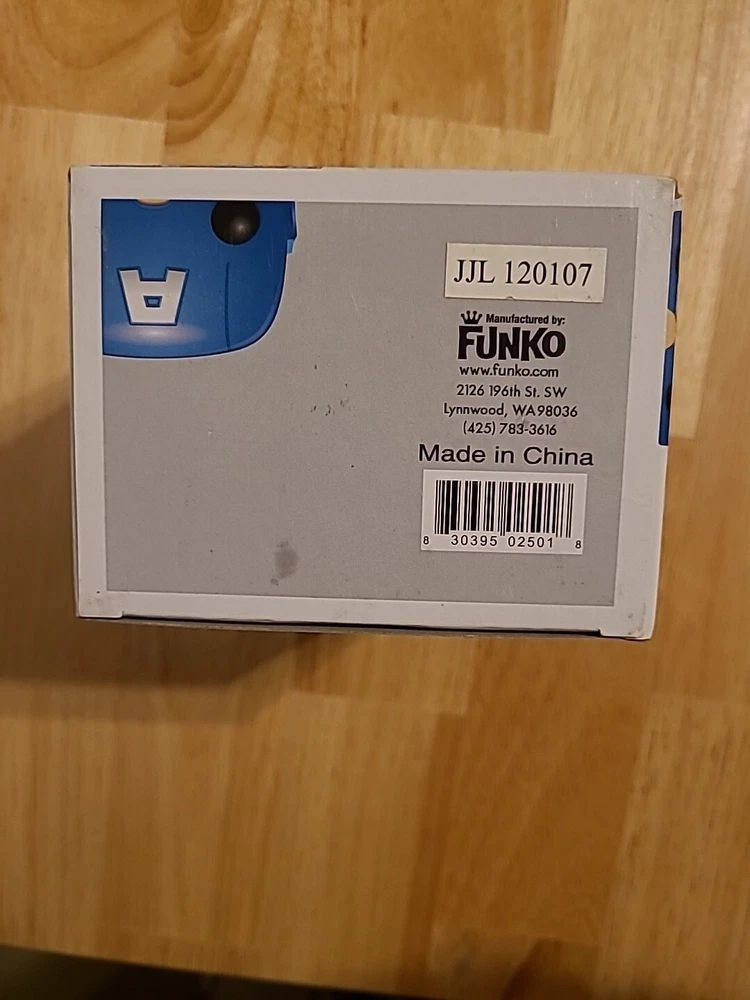 A
JJL 120107
Manufactured by:
FUNKO
www.funko.com
2126 196th St. SW
Lynnwood, WA98036
(425) 783-3616
Made in China
8 30395 02501 8